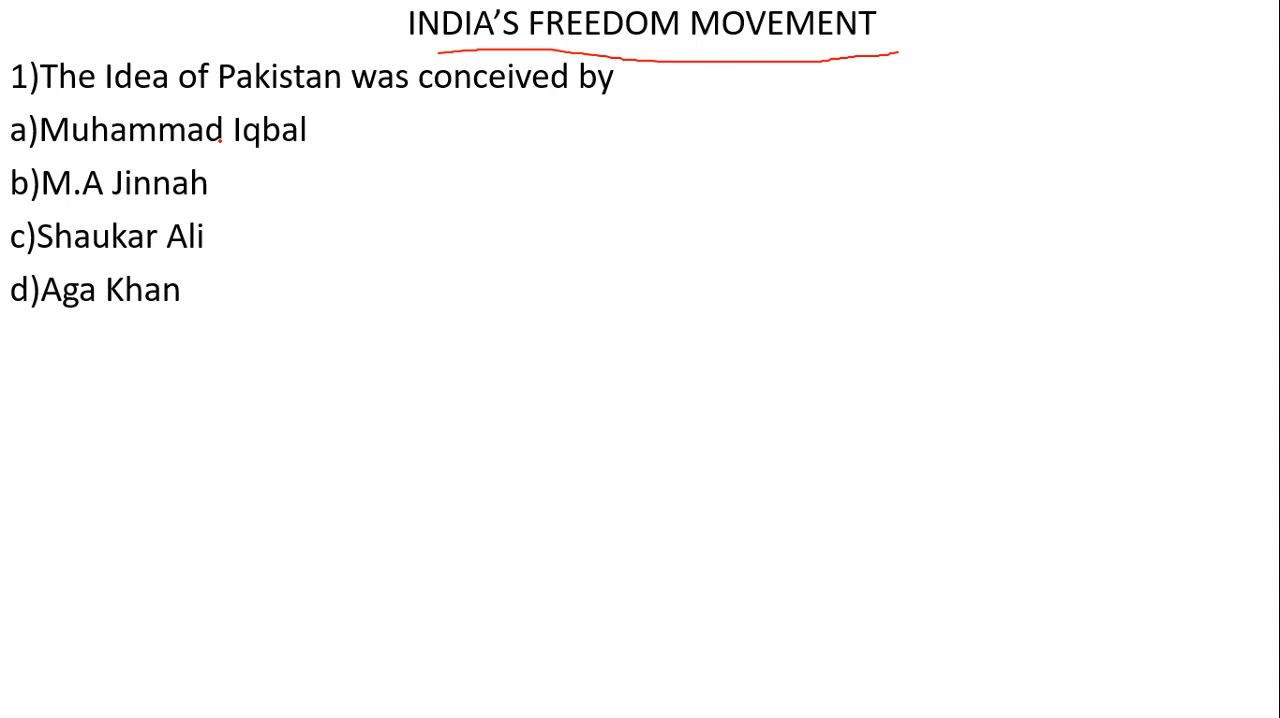 INDIA’S FREEDOM MOVEMENT
1)The Idea of Pakistan was conceived by
a)Muhammad Iqbal
b)M.A Jinnah
c)Shaukar Ali
d)Aga Khan